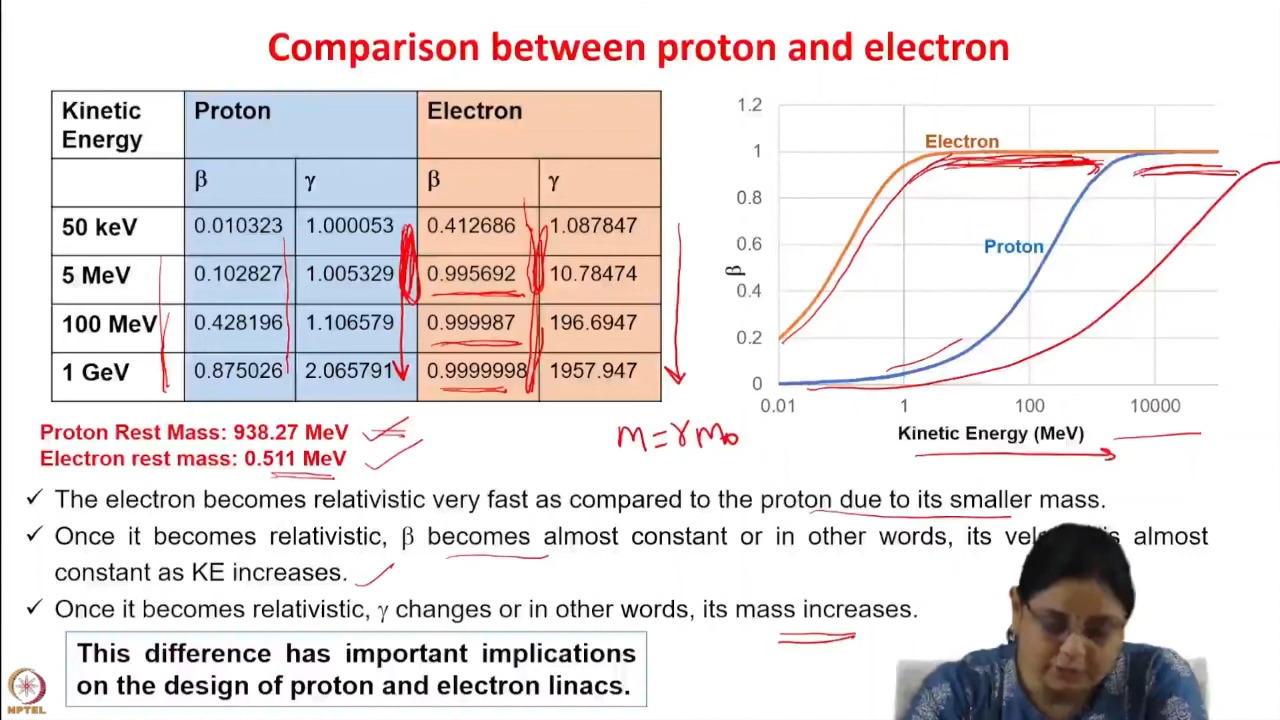 Comparison between proton and electron
Kinetic Energy Proton Electron
β γ β γ
50 keV 0.010323 1.000053 0.412686 1.087847
5 MeV 0.102827 1.005329 0.995692 10.78474
100 MeV 0.428196 1.106579 0.999987 196.6947
1 GeV 0.875026 2.065791 0.9999998 1957.947
Proton Rest Mass: 938.27 MeV
Electron rest mass: 0.511 MeV
m = γ m₀
1.2
1
0.8
0.6
0.4
0.2
0
β
Electron
Proton
0.01 1 100 10000
Kinetic Energy (MeV)
✓ The electron becomes relativistic very fast as compared to the proton due to its smaller mass.
✓ Once it becomes relativistic, β becomes almost constant or in other words, its almost
constant as KE increases.
✓ Once it becomes relativistic, γ changes or in other words, its mass increases.
This difference has important implications
on the design of proton and electron linacs.
NPTEL